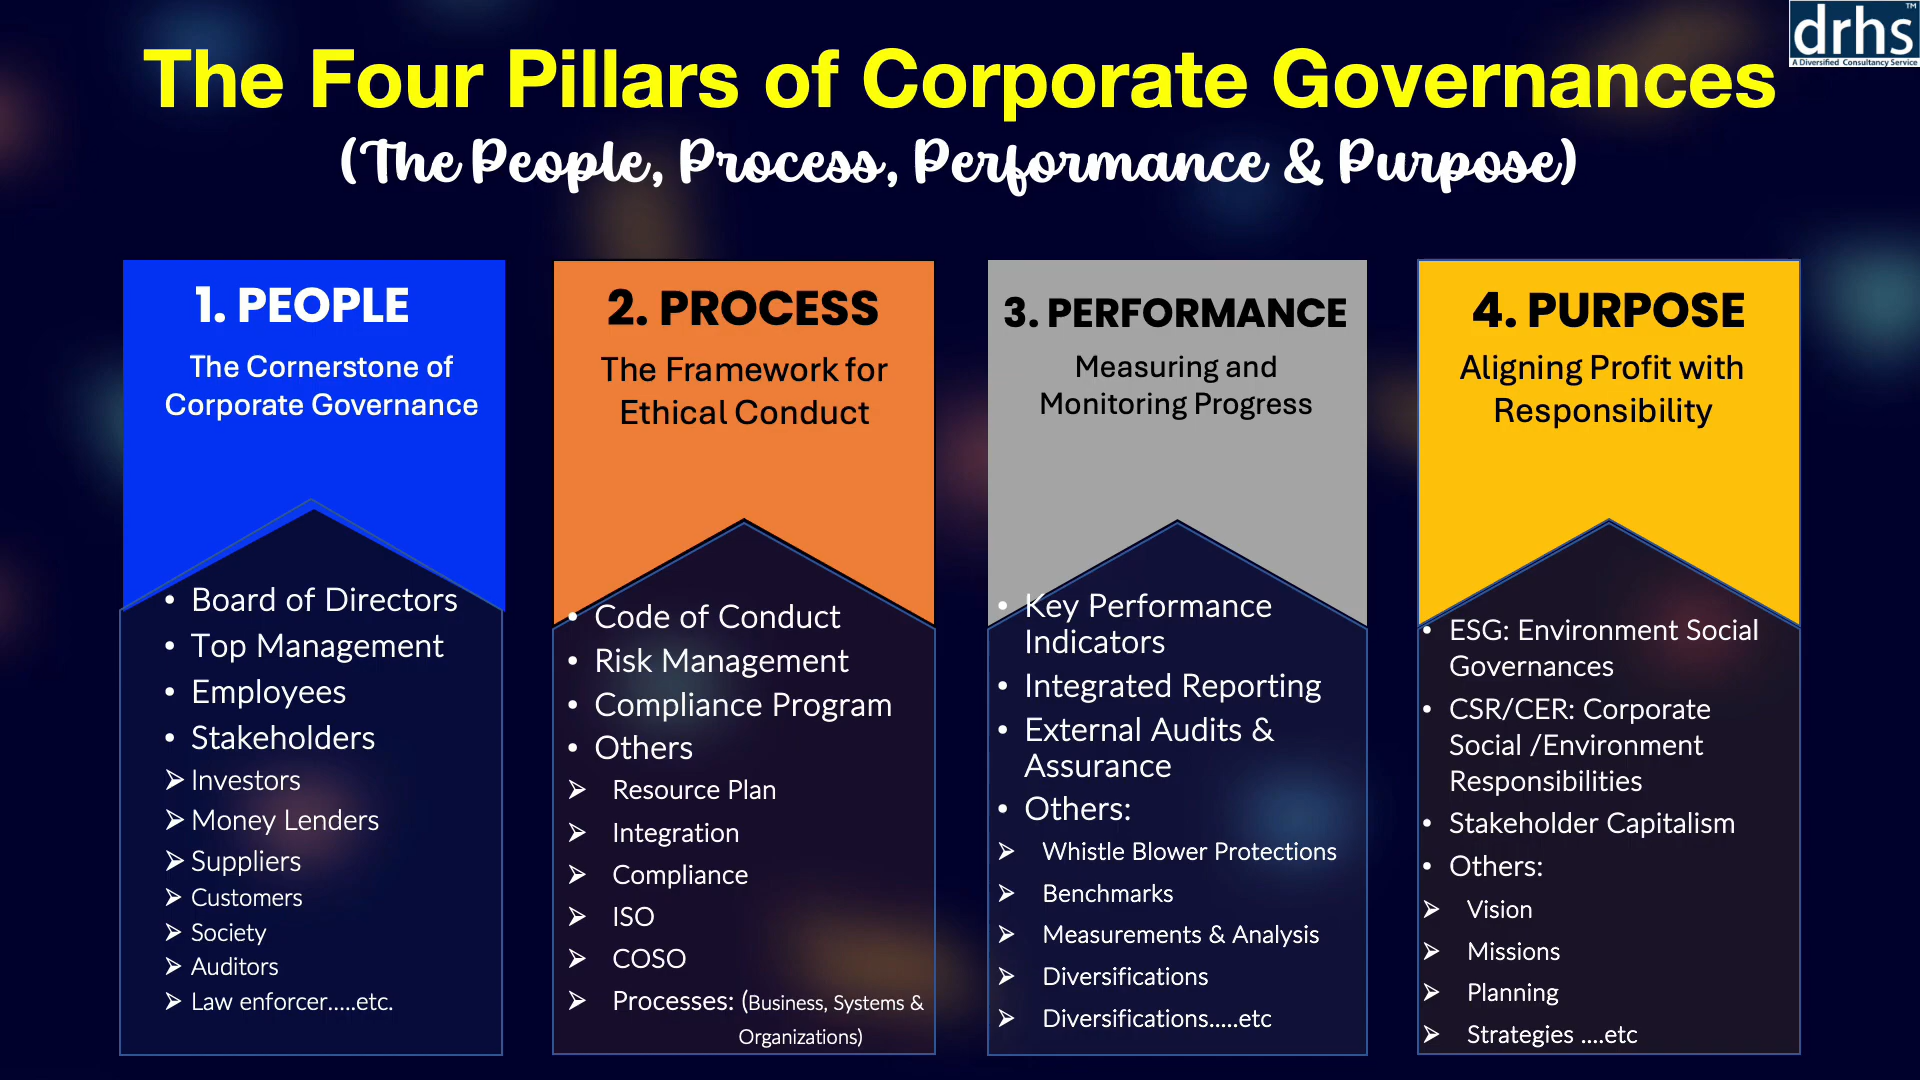 drhs™
A Diversified Consultancy Service
The Four Pillars of Corporate Governances
(The People, Process, Performance & Purpose)
1. PEOPLE
The Cornerstone of
Corporate Governance
• Board of Directors
• Top Management
• Employees
• Stakeholders
➢ Investors
➢ Money Lenders
➢ Suppliers
➢ Customers
➢ Society
➢ Auditors
➢ Law enforcer.....etc.
2. PROCESS
The Framework for
Ethical Conduct
• Code of Conduct
• Risk Management
• Compliance Program
• Others
➢ Resource Plan
➢ Integration
➢ Compliance
➢ ISO
➢ COSO
➢ Processes: (Business, Systems &
Organizations)
3. PERFORMANCE
Measuring and
Monitoring Progress
• Key Performance
Indicators
• Integrated Reporting
• External Audits &
Assurance
• Others:
➢ Whistle Blower Protections
➢ Benchmarks
➢ Measurements & Analysis
➢ Diversifications
➢ Diversifications.....etc
4. PURPOSE
Aligning Profit with
Responsibility
• ESG: Environment Social
Governances
• CSR/CER: Corporate
Social /Environment
Responsibilities
• Stakeholder Capitalism
• Others:
➢ Vision
➢ Missions
➢ Planning
➢ Strategies ....etc